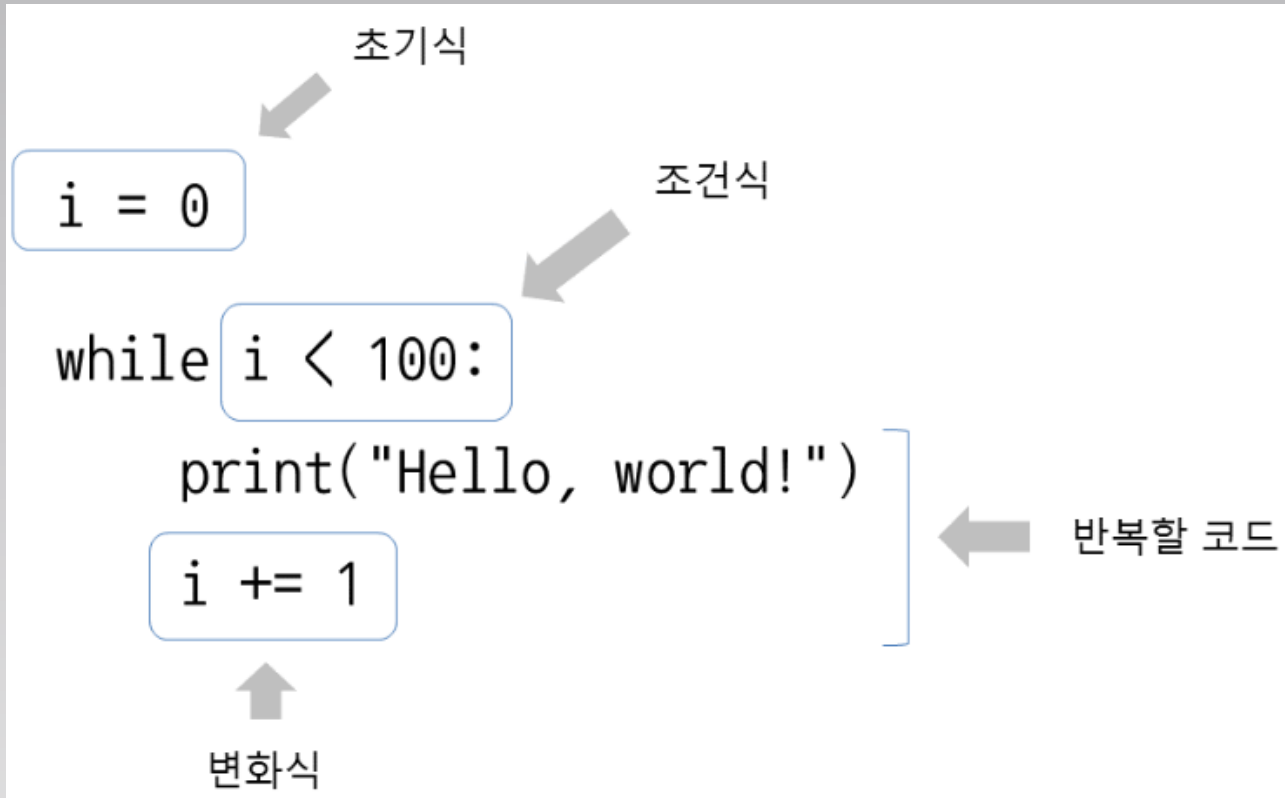 초기식
i = 0
조건식
while i < 100:
print("Hello, world!")
반복할 코드
i += 1
변화식